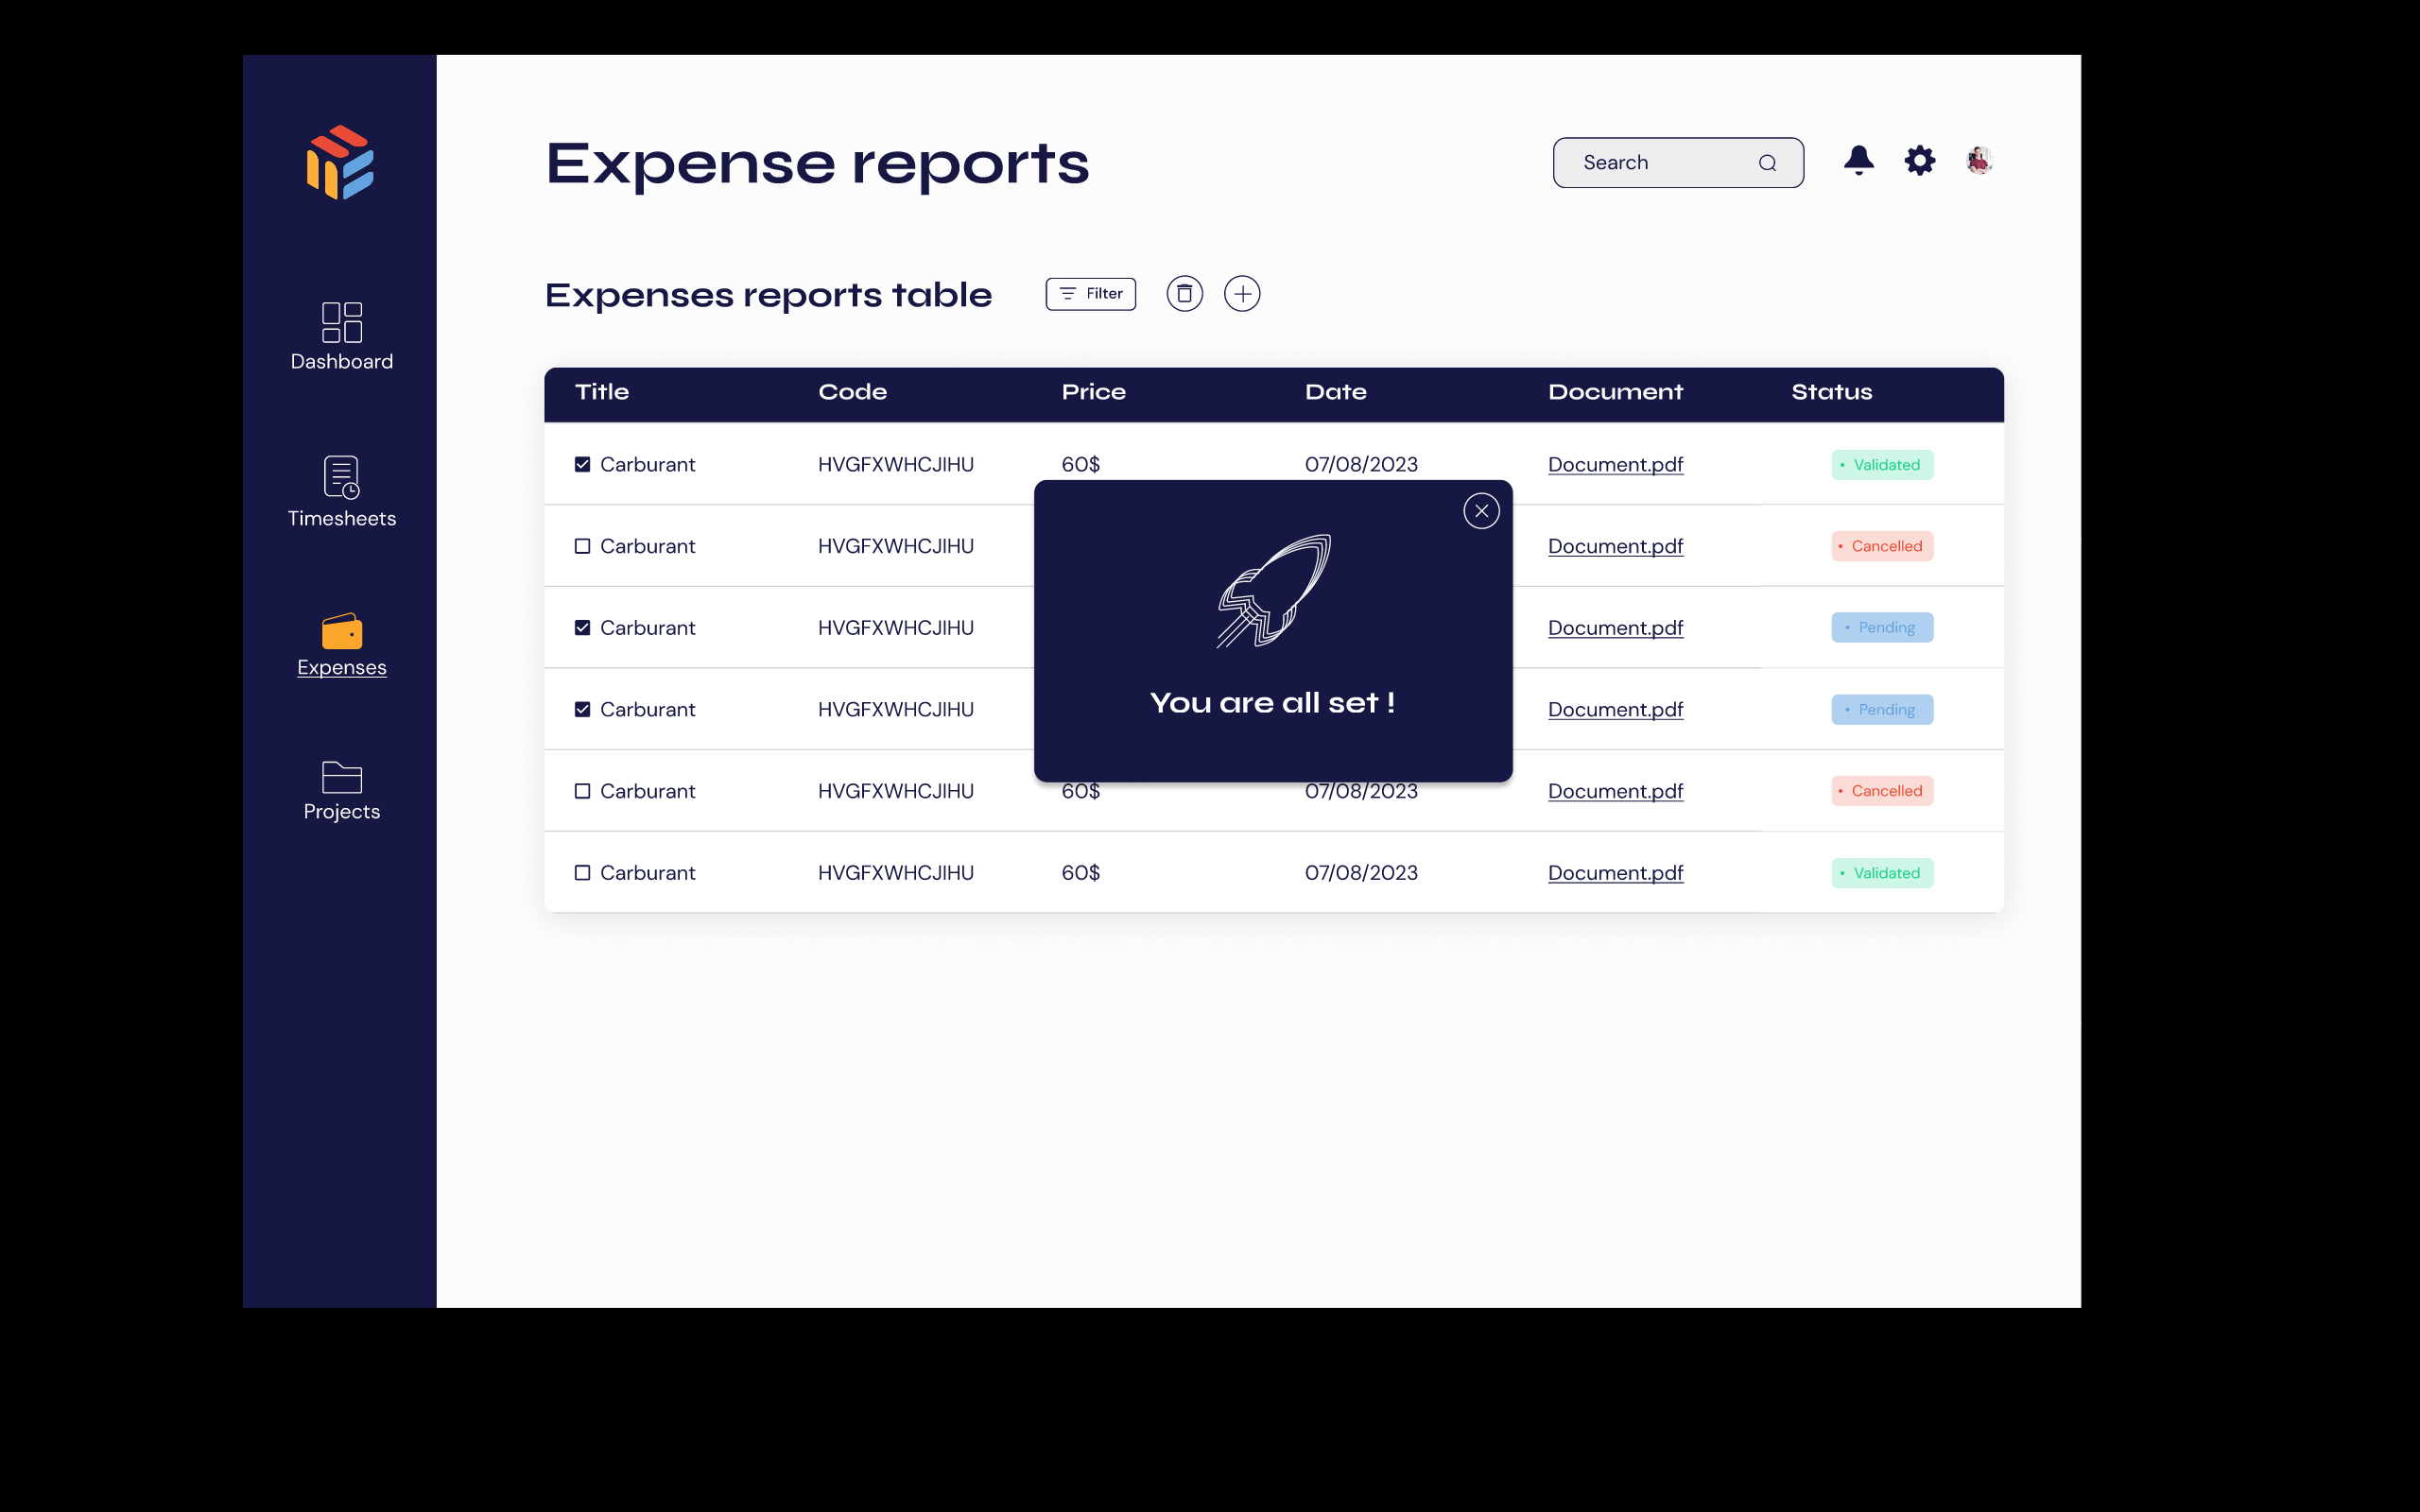 Expense reports
Search
Expenses reports table
Filter
Dashboard
Timesheets
Expenses
Projects
Title Code Price Date Document Status
Carburant HVGFXWHCJIHU 60$ 07/08/2023 Document.pdf Validated
Carburant HVGFXWHCJIHU Document.pdf Cancelled
Carburant HVGFXWHCJIHU Document.pdf Pending
Carburant HVGFXWHCJIHU Document.pdf Pending
You are all set !
Carburant HVGFXWHCJIHU 60$ 07/08/2023 Document.pdf Cancelled
Carburant HVGFXWHCJIHU 60$ 07/08/2023 Document.pdf Validated